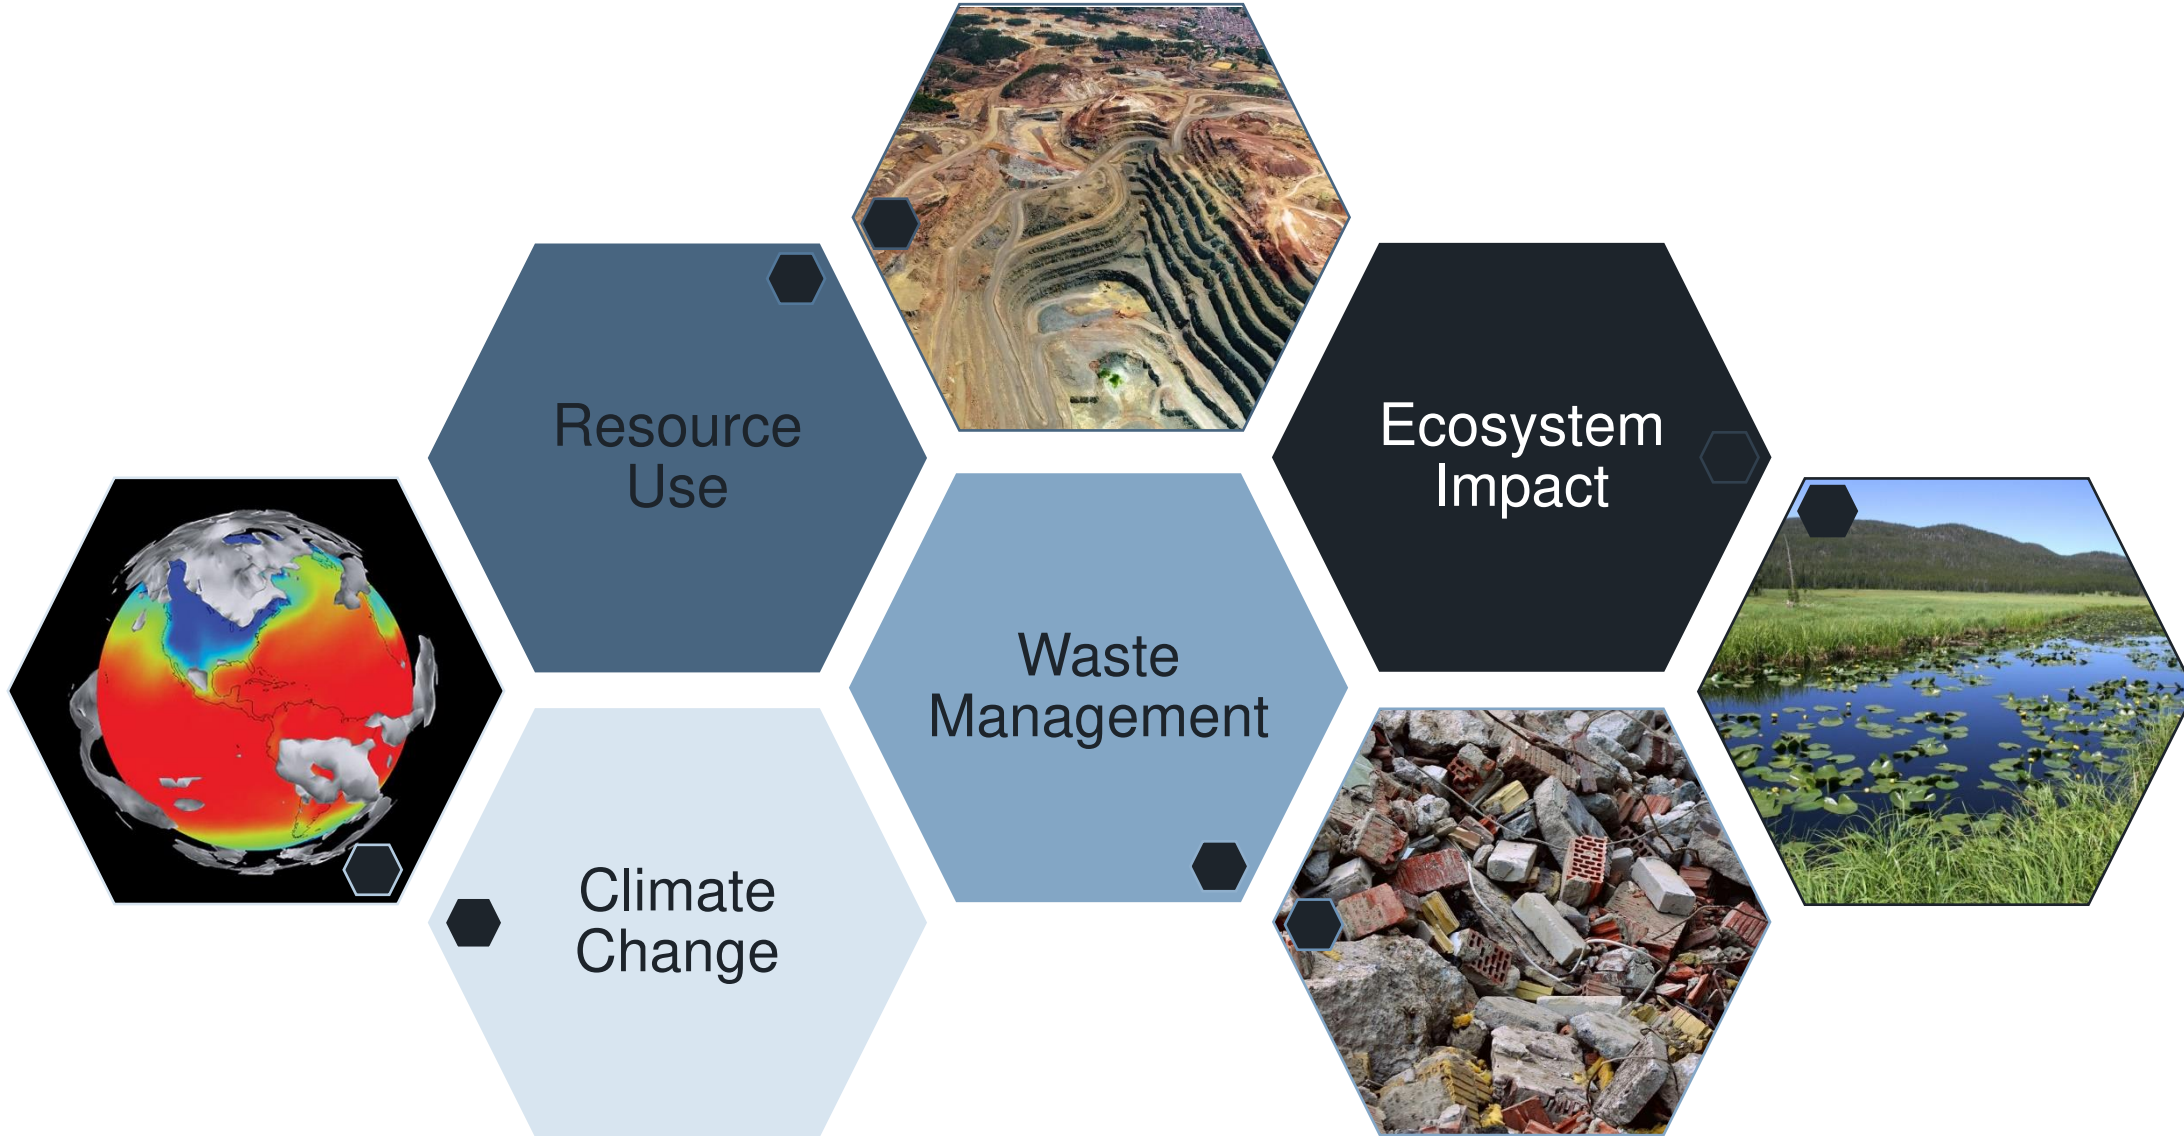 Resource
Use
Ecosystem
Impact
Waste
Management
Climate
Change